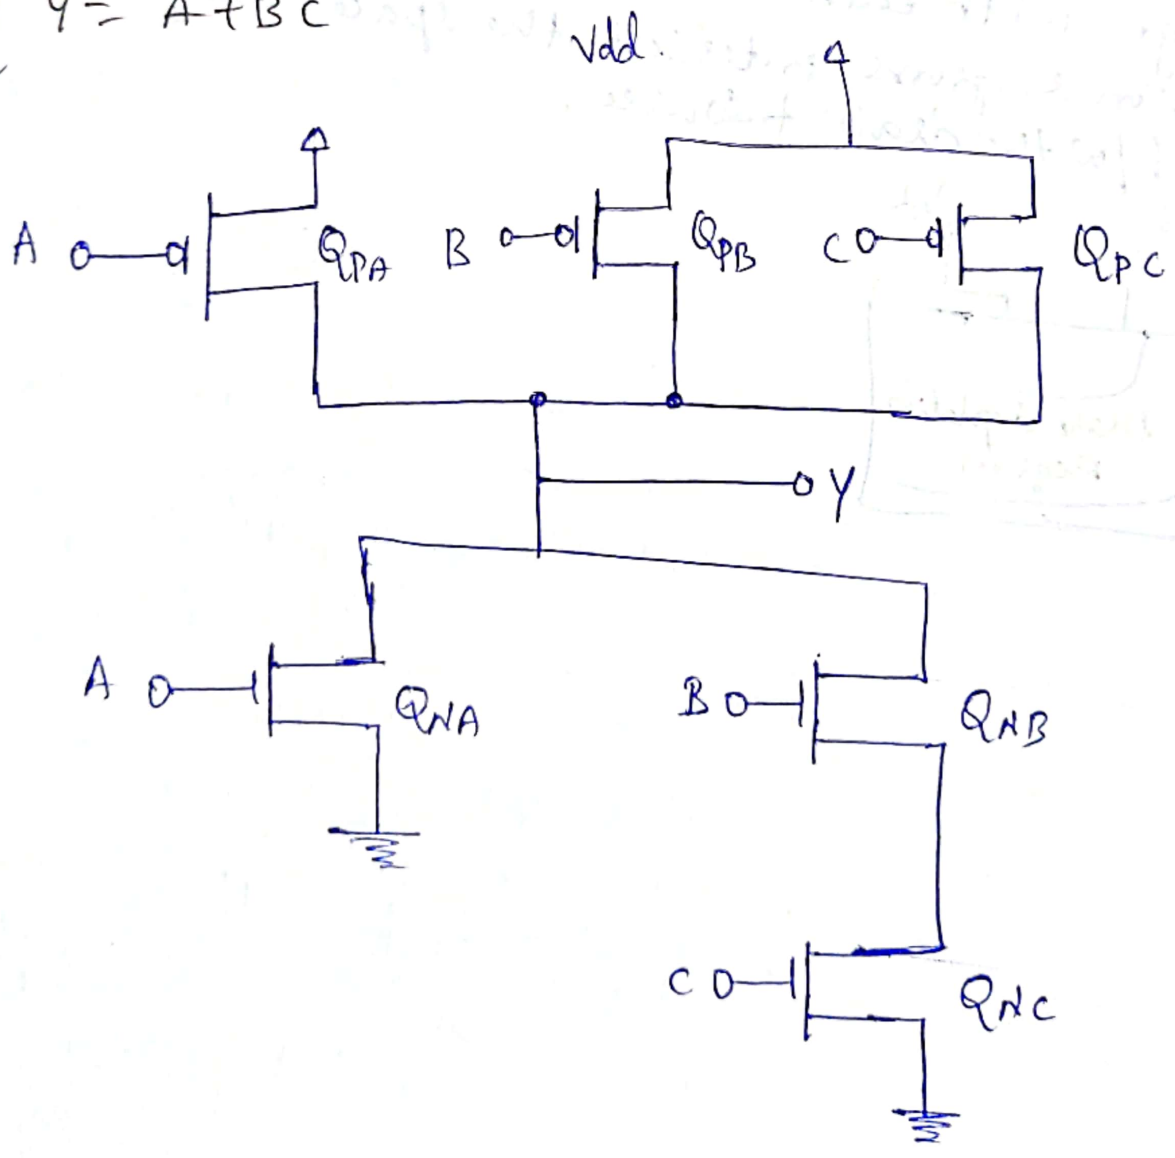 Y = A+BC
Vdd.
A QPA B QPB C QPC
Y
A QNA B QNB
C QNC